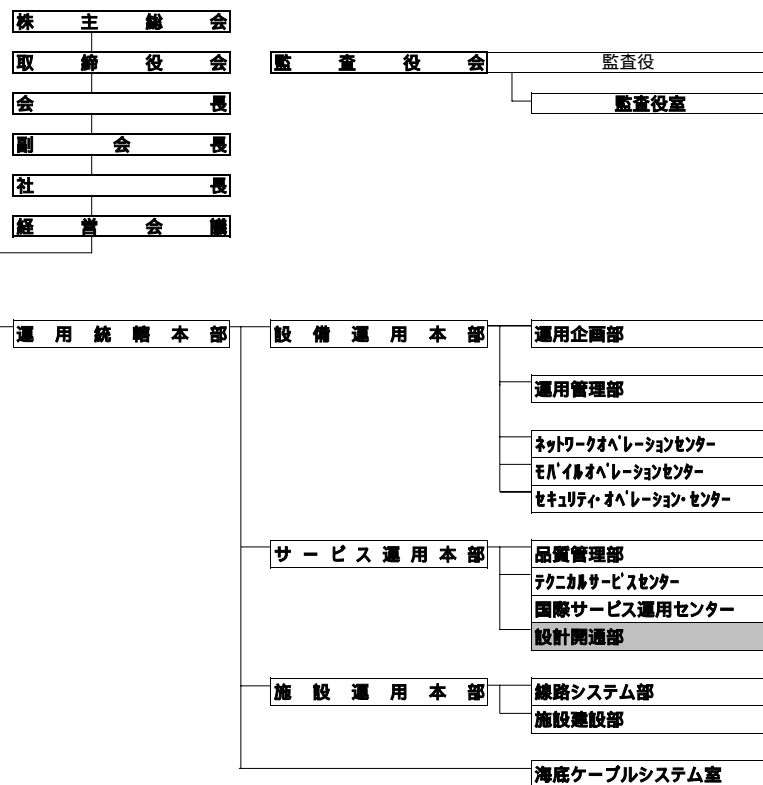 株主総会
取締役会
監査役会 監査役
会長
監査役室
副会長
社長
経営会議
運用統轄本部 設備運用本部 運用企画部
運用管理部
ﾈｯﾄﾜｰｸｵﾍﾟﾚｰｼｮﾝｾﾝﾀｰ
ﾓﾊﾞｲﾙｵﾍﾟﾚｰｼｮﾝｾﾝﾀｰ
ｾｷｭﾘﾃｨ･ｵﾍﾟﾚｰｼｮﾝ･ｾﾝﾀｰ
サービス運用本部 品質管理部
ﾃｸﾆｶﾙｻｰﾋﾞｽｾﾝﾀｰ
国際サービス運用センター
設計開通部
施設運用本部 線路システム部
施設建設部
海底ケーブルシステム室